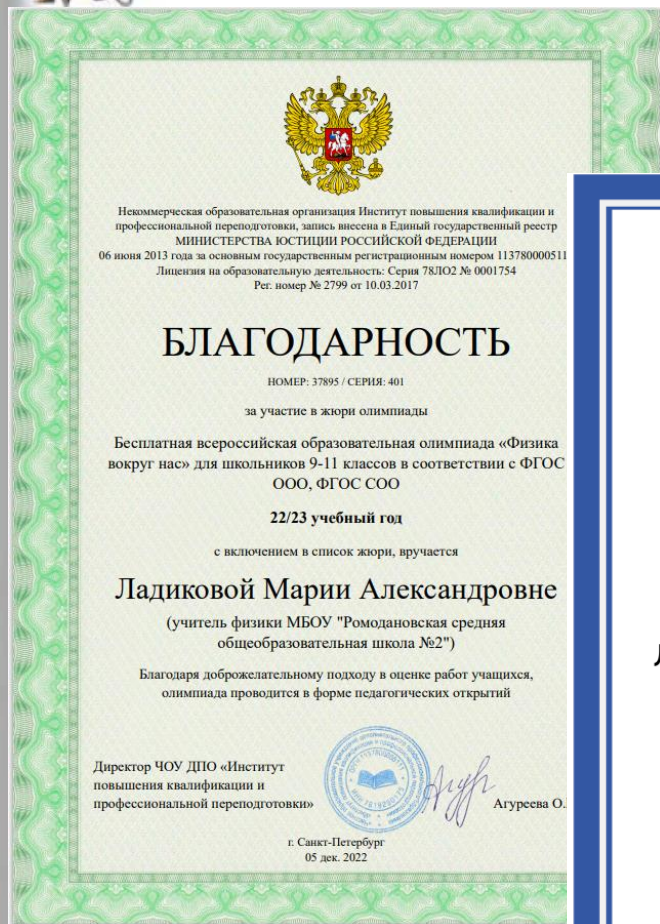 Некоммерческая образовательная организация Институт повышения квалификации и
профессиональной переподготовки, запись внесена в Единый государственный реестр
МИНИСТЕРСТВА ЮСТИЦИИ РОССИЙСКОЙ ФЕДЕРАЦИИ
06 июня 2013 года за основным государственным регистрационным номером 113780000511
Лицензия на образовательную деятельность: Серия 78ЛО2 № 0001754
Рег. номер № 2799 от 10.03.2017
БЛАГОДАРНОСТЬ
НОМЕР: 37895 / СЕРИЯ: 401
за участие в жюри олимпиады
Бесплатная всероссийская образовательная олимпиада «Физика
вокруг нас» для школьников 9-11 классов в соответствии с ФГОС
ООО, ФГОС СОО
22/23 учебный год
с включением в список жюри, вручается
Ладиковой Марии Александровне
(учитель физики МБОУ "Ромодановская средняя
общеобразовательная школа №2")
Благодаря доброжелательному подходу в оценке работ учащихся,
олимпиада проводится в форме педагогических открытий
Директор ЧОУ ДПО «Институт
повышения квалификации и
профессиональной переподготовки»
Агуреева О.
г. Санкт-Петербург
05 дек. 2022